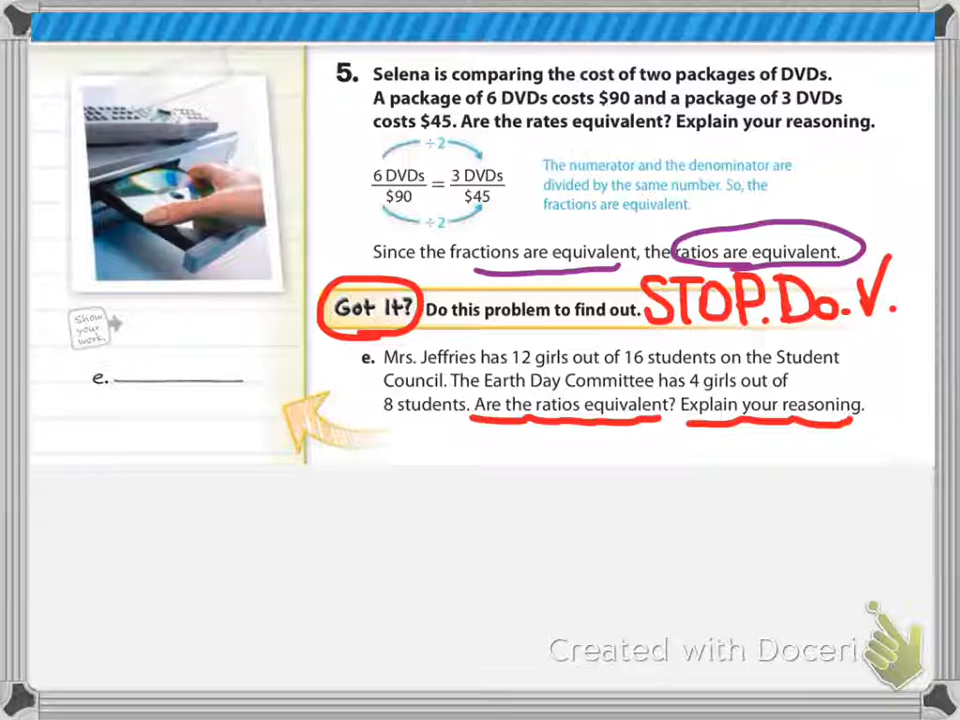 5. Selena is comparing the cost of two packages of DVDs.
A package of 6 DVDs costs $90 and a package of 3 DVDs
costs $45. Are the rates equivalent? Explain your reasoning.
÷2
6 DVDs = 3 DVDs
$90 $45
÷2
The numerator and the denominator are
divided by the same number. So, the
fractions are equivalent.
Since the fractions are equivalent, the ratios are equivalent.
Got It? Do this problem to find out. STOP. Do. V.
Show
your
work.
e.
e. Mrs. Jeffries has 12 girls out of 16 students on the Student
Council. The Earth Day Committee has 4 girls out of
8 students. Are the ratios equivalent? Explain your reasoning.
Created with Doceri